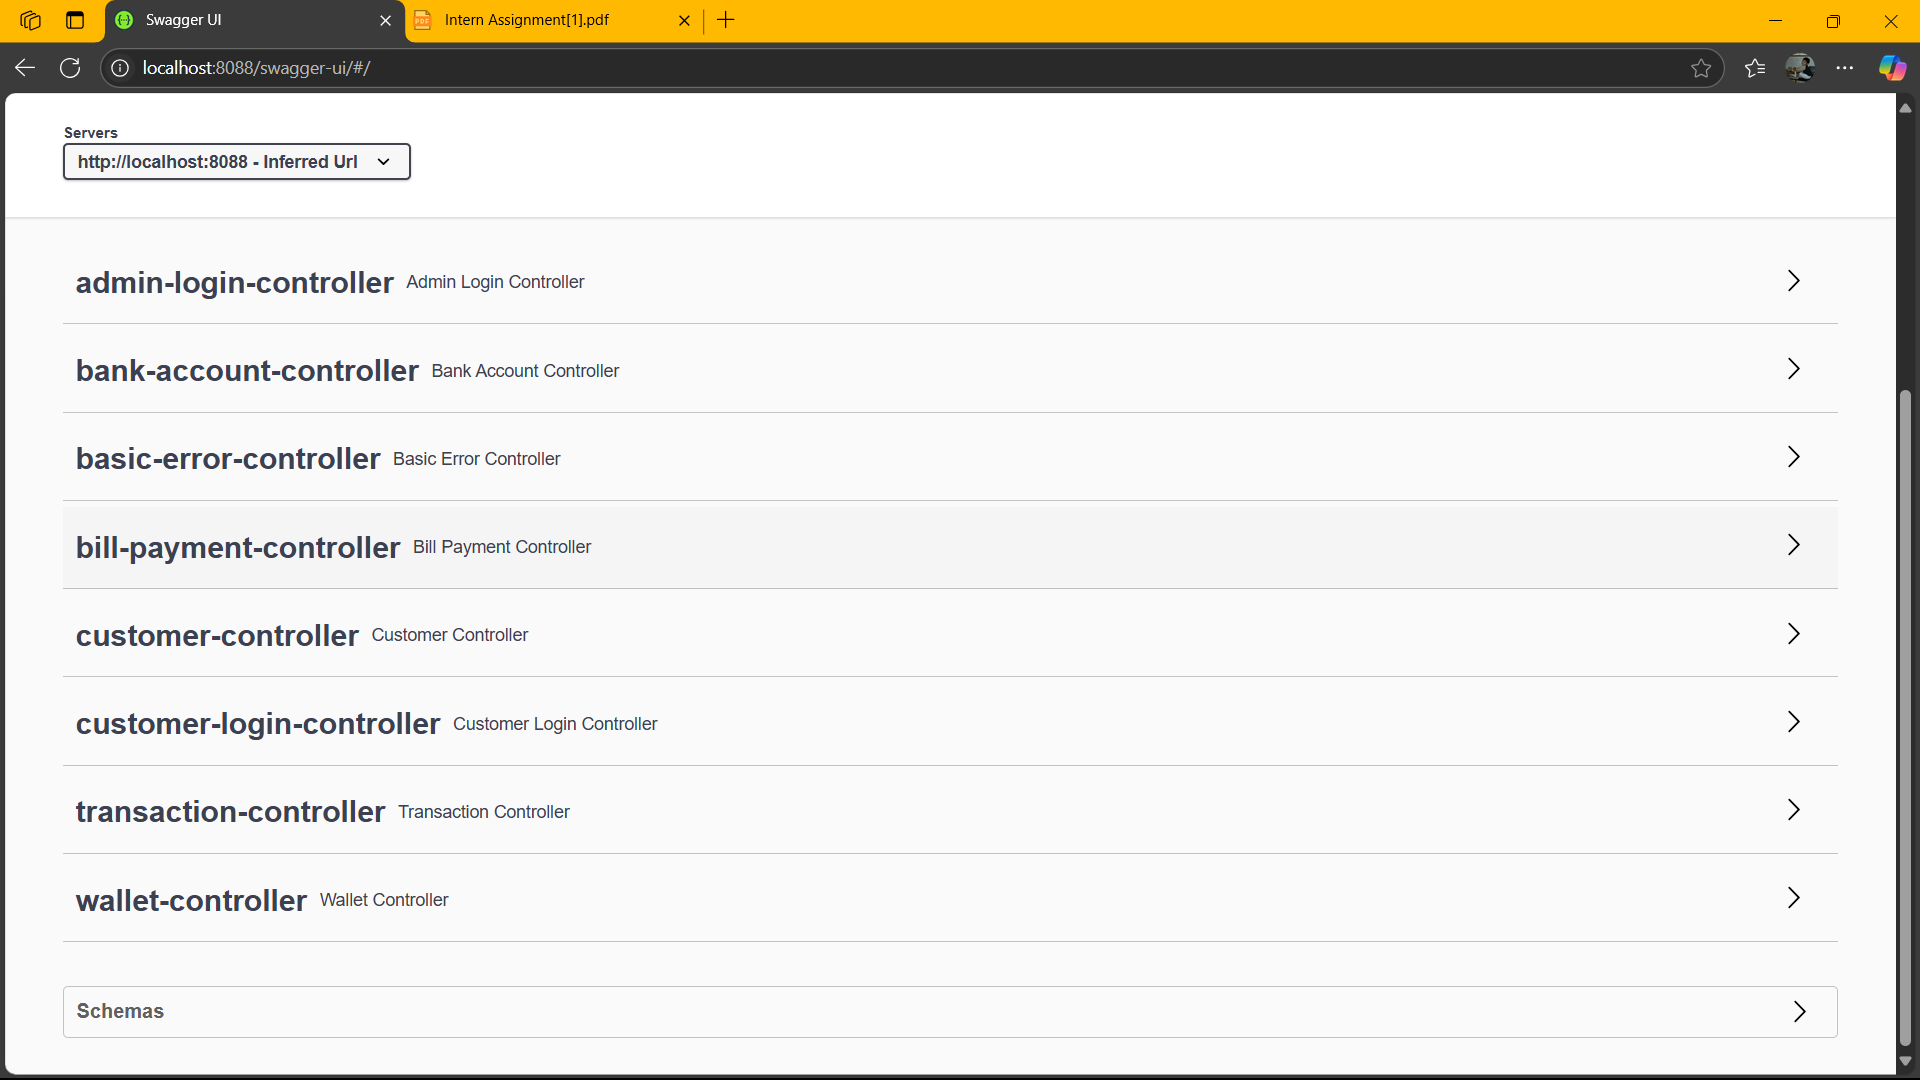 Swagger UI
Intern Assignment[1].pdf
localhost:8088/swagger-ui/#/
Servers
http://localhost:8088 - Inferred Url
admin-login-controller Admin Login Controller
bank-account-controller Bank Account Controller
basic-error-controller Basic Error Controller
bill-payment-controller Bill Payment Controller
customer-controller Customer Controller
customer-login-controller Customer Login Controller
transaction-controller Transaction Controller
wallet-controller Wallet Controller
Schemas